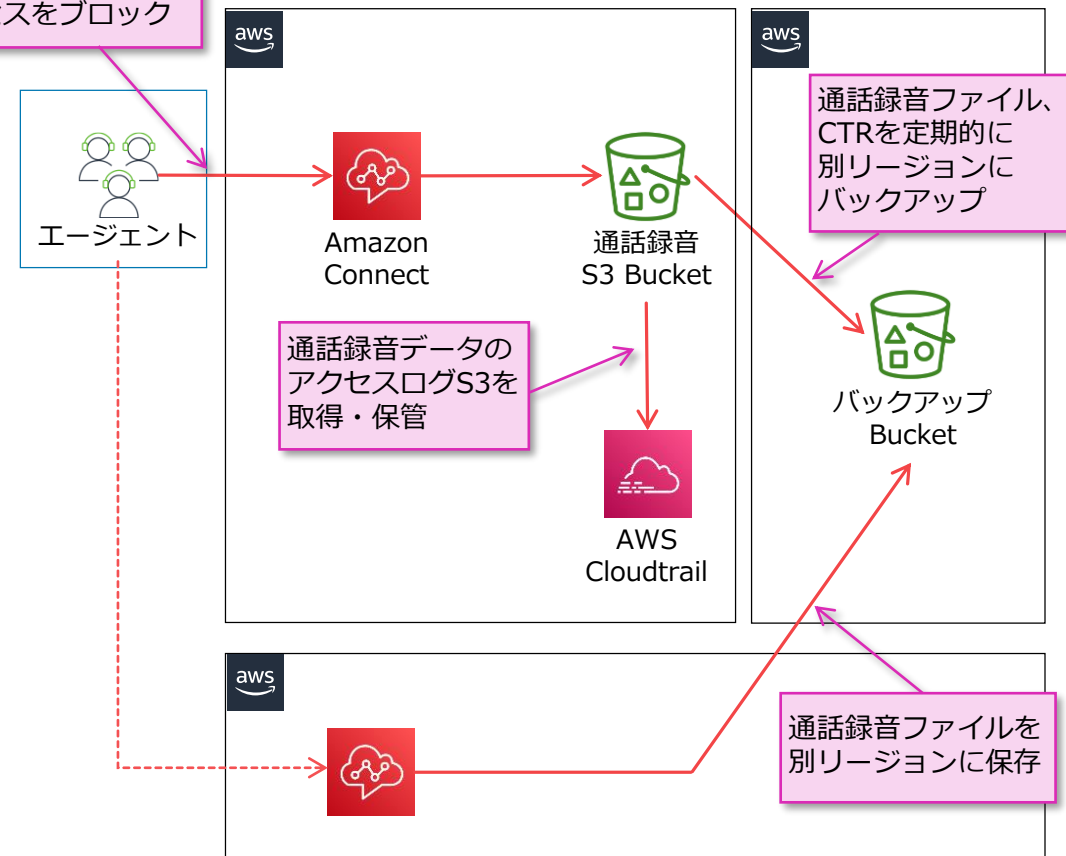 スをブロック
aws
aws
通話録音ファイル、
CTRを定期的に
別リージョンに
バックアップ
エージェント
Amazon
Connect
通話録音
S3 Bucket
通話録音データの
アクセスログS3を
取得・保管
バックアップ
Bucket
AWS
Cloudtrail
aws
通話録音ファイルを
別リージョンに保存